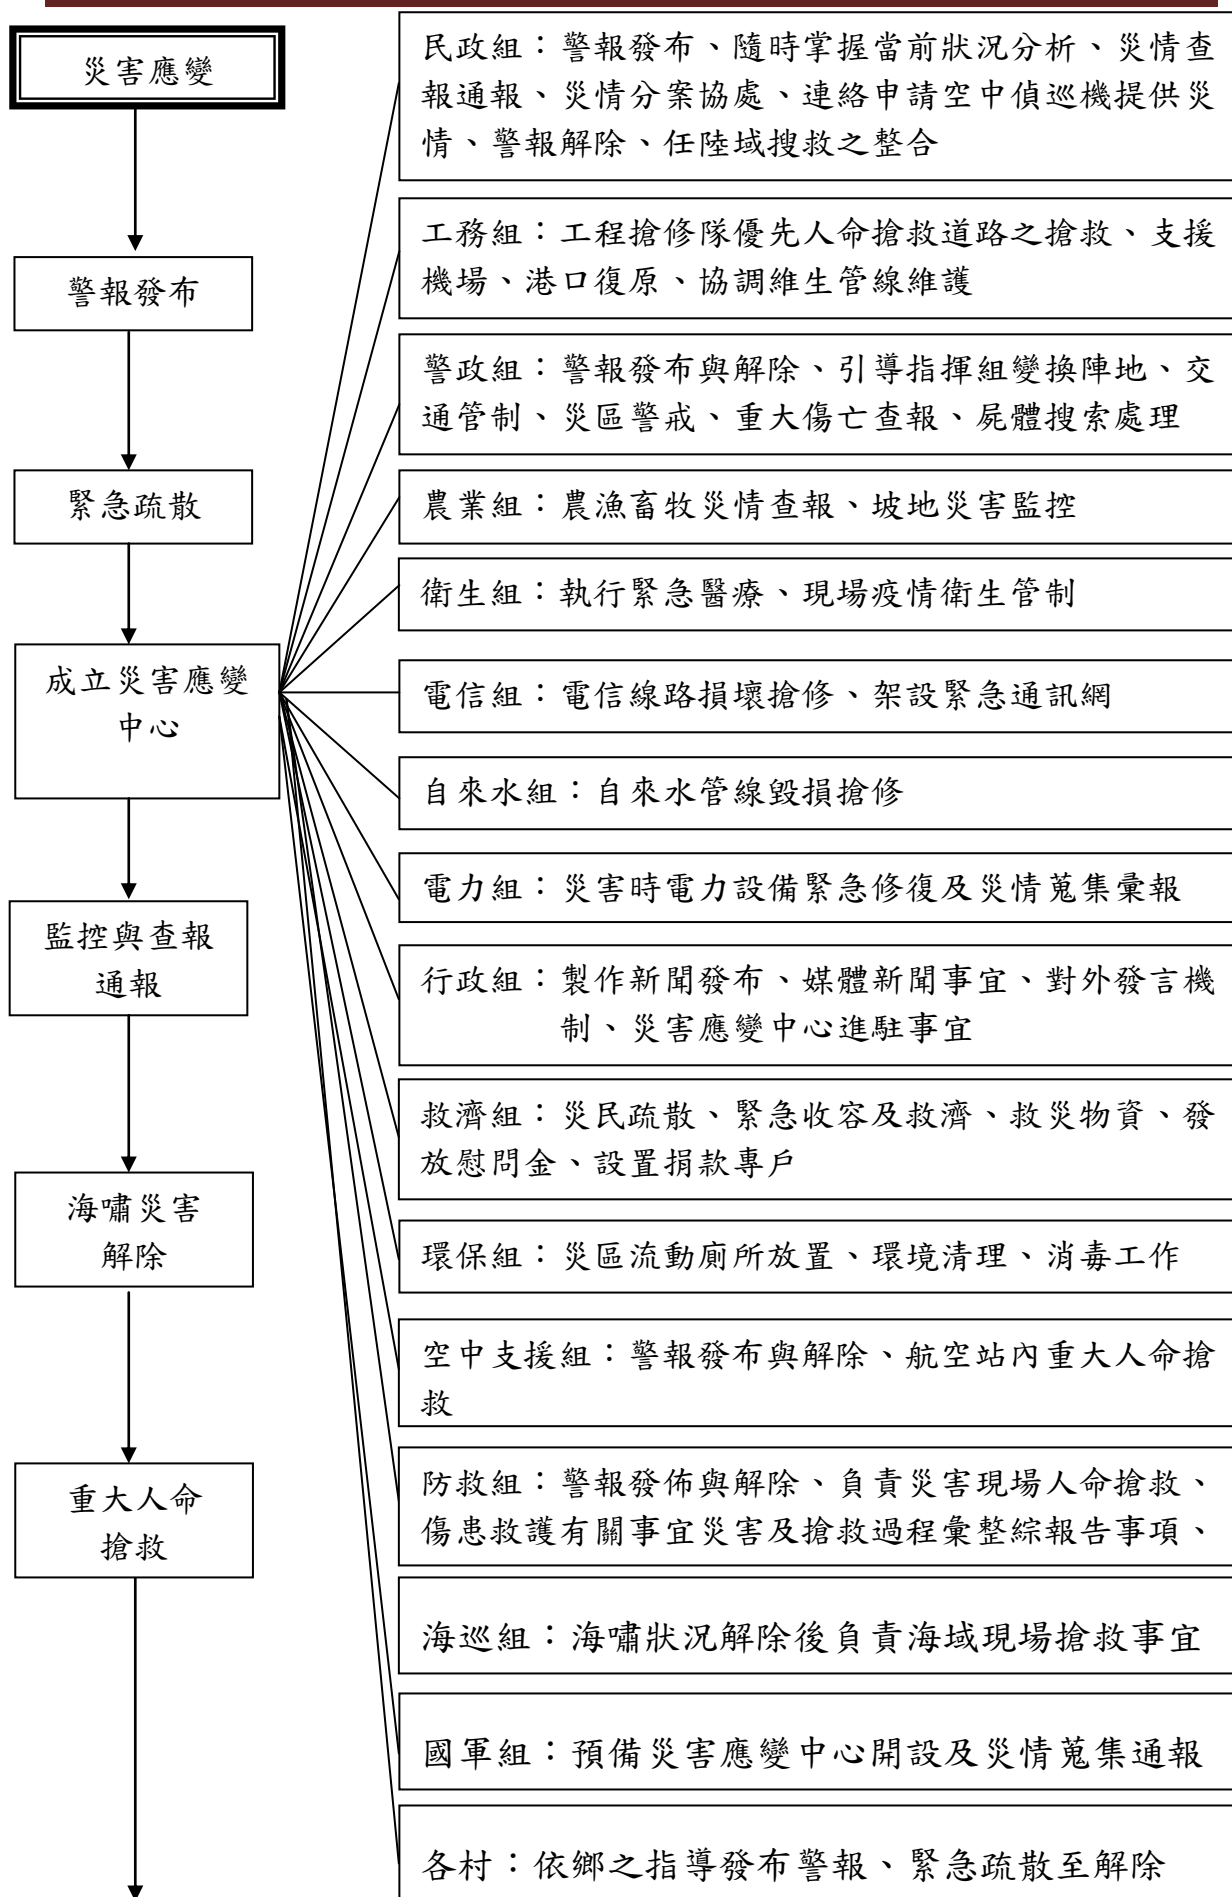 災害應變
警報發布
緊急疏散
成立災害應變
中心
監控與查報
通報
海嘯災害
解除
重大人命
搶救
民政組：警報發布、隨時掌握當前狀況分析、災情查
報通報、災情分案協處、連絡申請空中偵巡機提供災
情、警報解除、任陸域搜救之整合
工務組：工程搶修隊優先人命搶救道路之搶救、支援
機場、港口復原、協調維生管線維護
警政組：警報發布與解除、引導指揮組變換陣地、交
通管制、災區警戒、重大傷亡查報、屍體搜索處理
農業組：農漁畜牧災情查報、坡地災害監控
衛生組：執行緊急醫療、現場疫情衛生管制
電信組：電信線路損壞搶修、架設緊急通訊網
自來水組：自來水管線毀損搶修
電力組：災害時電力設備緊急修復及災情蒐集彙報
行政組：製作新聞發布、媒體新聞事宜、對外發言機
制、災害應變中心進駐事宜
救濟組：災民疏散、緊急收容及救濟、救災物資、發
放慰問金、設置捐款專戶
環保組：災區流動廁所放置、環境清理、消毒工作
空中支援組：警報發布與解除、航空站內重大人命搶
救
防救組：警報發佈與解除、負責災害現場人命搶救、
傷患救護有關事宜災害及搶救過程彙整綜報告事項、
海巡組：海嘯狀況解除後負責海域現場搶救事宜
國軍組：預備災害應變中心開設及災情蒐集通報
各村：依鄉之指導發布警報、緊急疏散至解除